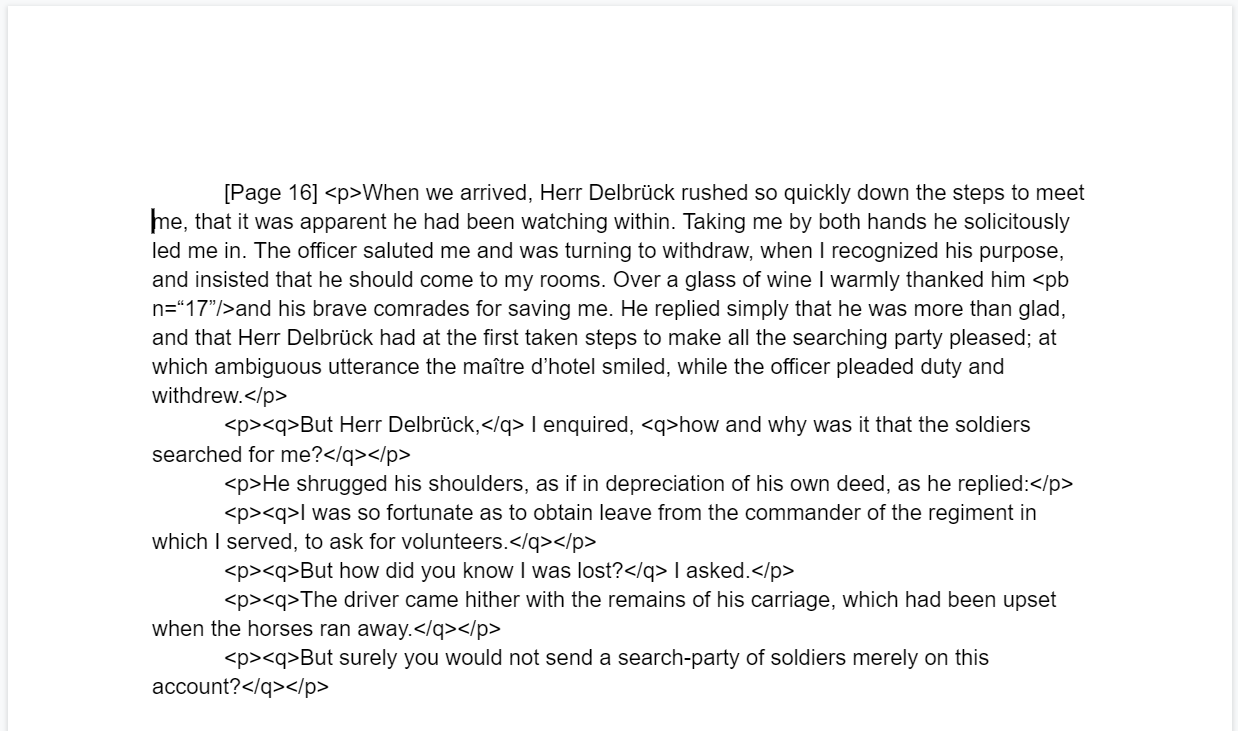 [Page 16] <p>When we arrived, Herr Delbrück rushed so quickly down the steps to meet
me, that it was apparent he had been watching within. Taking me by both hands he solicitously
led me in. The officer saluted me and was turning to withdraw, when I recognized his purpose,
and insisted that he should come to my rooms. Over a glass of wine I warmly thanked him <pb
n=“17”/>and his brave comrades for saving me. He replied simply that he was more than glad,
and that Herr Delbrück had at the first taken steps to make all the searching party pleased; at
which ambiguous utterance the maître d’hotel smiled, while the officer pleaded duty and
withdrew.</p>
<p><q>But Herr Delbrück,</q> I enquired, <q>how and why was it that the soldiers
searched for me?</q></p>
<p>He shrugged his shoulders, as if in depreciation of his own deed, as he replied:</p>
<p><q>I was so fortunate as to obtain leave from the commander of the regiment in
which I served, to ask for volunteers.</q></p>
<p><q>But how did you know I was lost?</q> I asked.</p>
<p><q>The driver came hither with the remains of his carriage, which had been upset
when the horses ran away.</q></p>
<p><q>But surely you would not send a search-party of soldiers merely on this
account?</q></p>